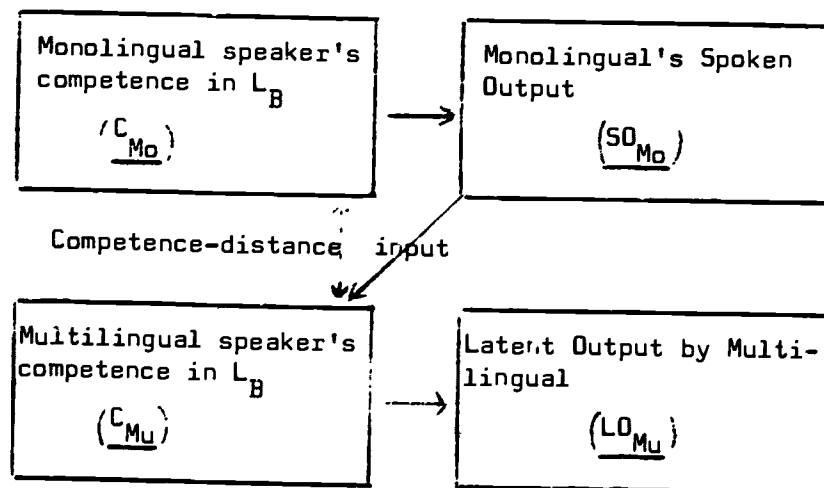 Monolingual speaker's
competence in L_B
(C_Mo)
Monolingual's Spoken
Output
(SO_Mo)
Competence-distance input
Multilingual speaker's
competence in L_B
(C_Mu)
Latent Output by Multi-
lingual
(LO_Mu)